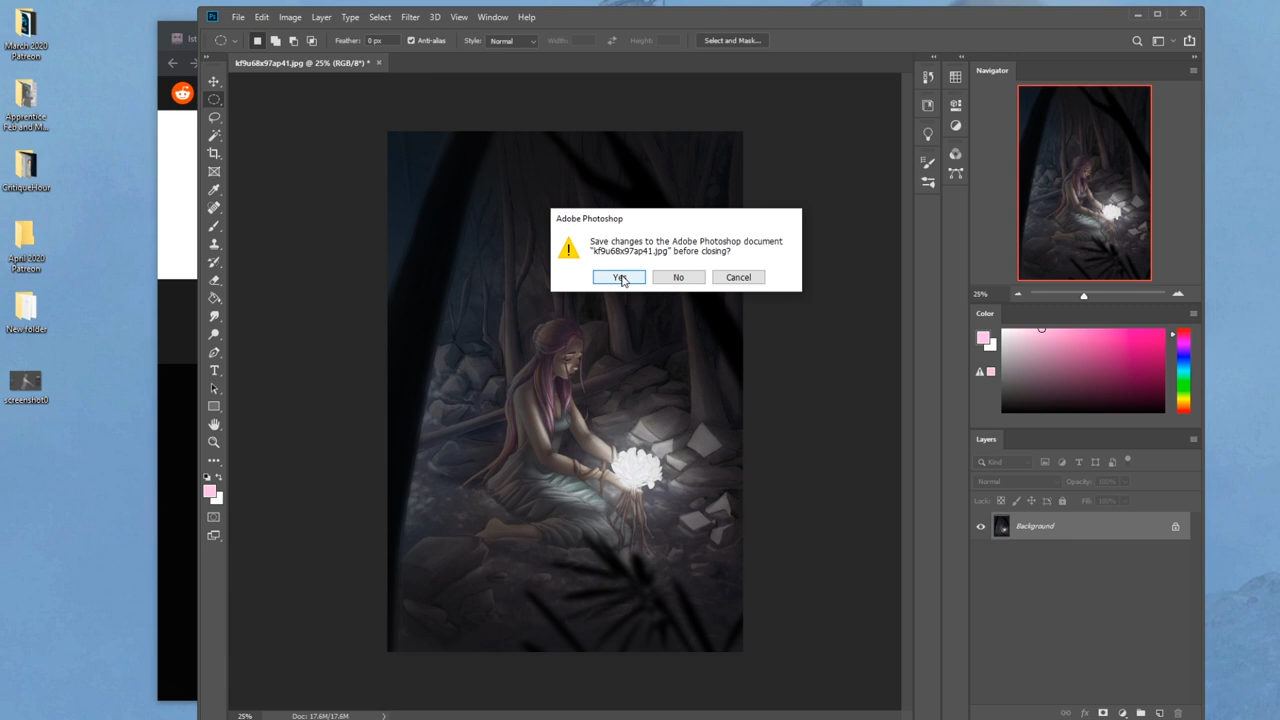 March 2020
Patreon
Apprentice
Feb and M...
CritiqueHour
April 2020
Patreon
New folder
screenshot0
Ps
File Edit Image Layer Type Select Filter 3D View Window Help
Feather: 0 px Anti-alias Style: Normal Width: Height: Select and Mask...
kf9u68x97ap41.jpg @ 25% (RGB/8*) * ×
Adobe Photoshop
Save changes to the Adobe Photoshop document
"kf9u68x97ap41.jpg" before closing?
Yes No Cancel
Navigator
25%
Color
Layers
Kind
Normal Opacity: 100%
Lock: Fill: 100%
Background
25% Doc: 17.6M/17.6M